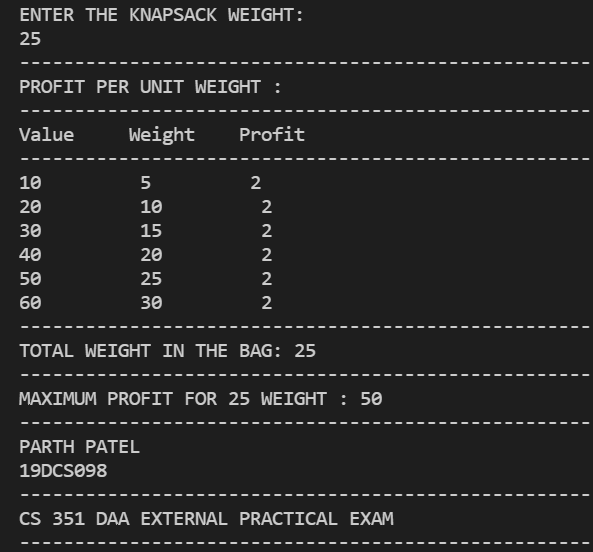 ENTER THE KNAPSACK WEIGHT:
25
----------------------------------------------------
PROFIT PER UNIT WEIGHT :
----------------------------------------------------
Value     Weight    Profit
----------------------------------------------------
10         5         2
20         10         2
30         15         2
40         20         2
50         25         2
60         30         2
----------------------------------------------------
TOTAL WEIGHT IN THE BAG: 25
----------------------------------------------------
MAXIMUM PROFIT FOR 25 WEIGHT : 50
----------------------------------------------------
PARTH PATEL
19DCS098
----------------------------------------------------
CS 351 DAA EXTERNAL PRACTICAL EXAM
----------------------------------------------------